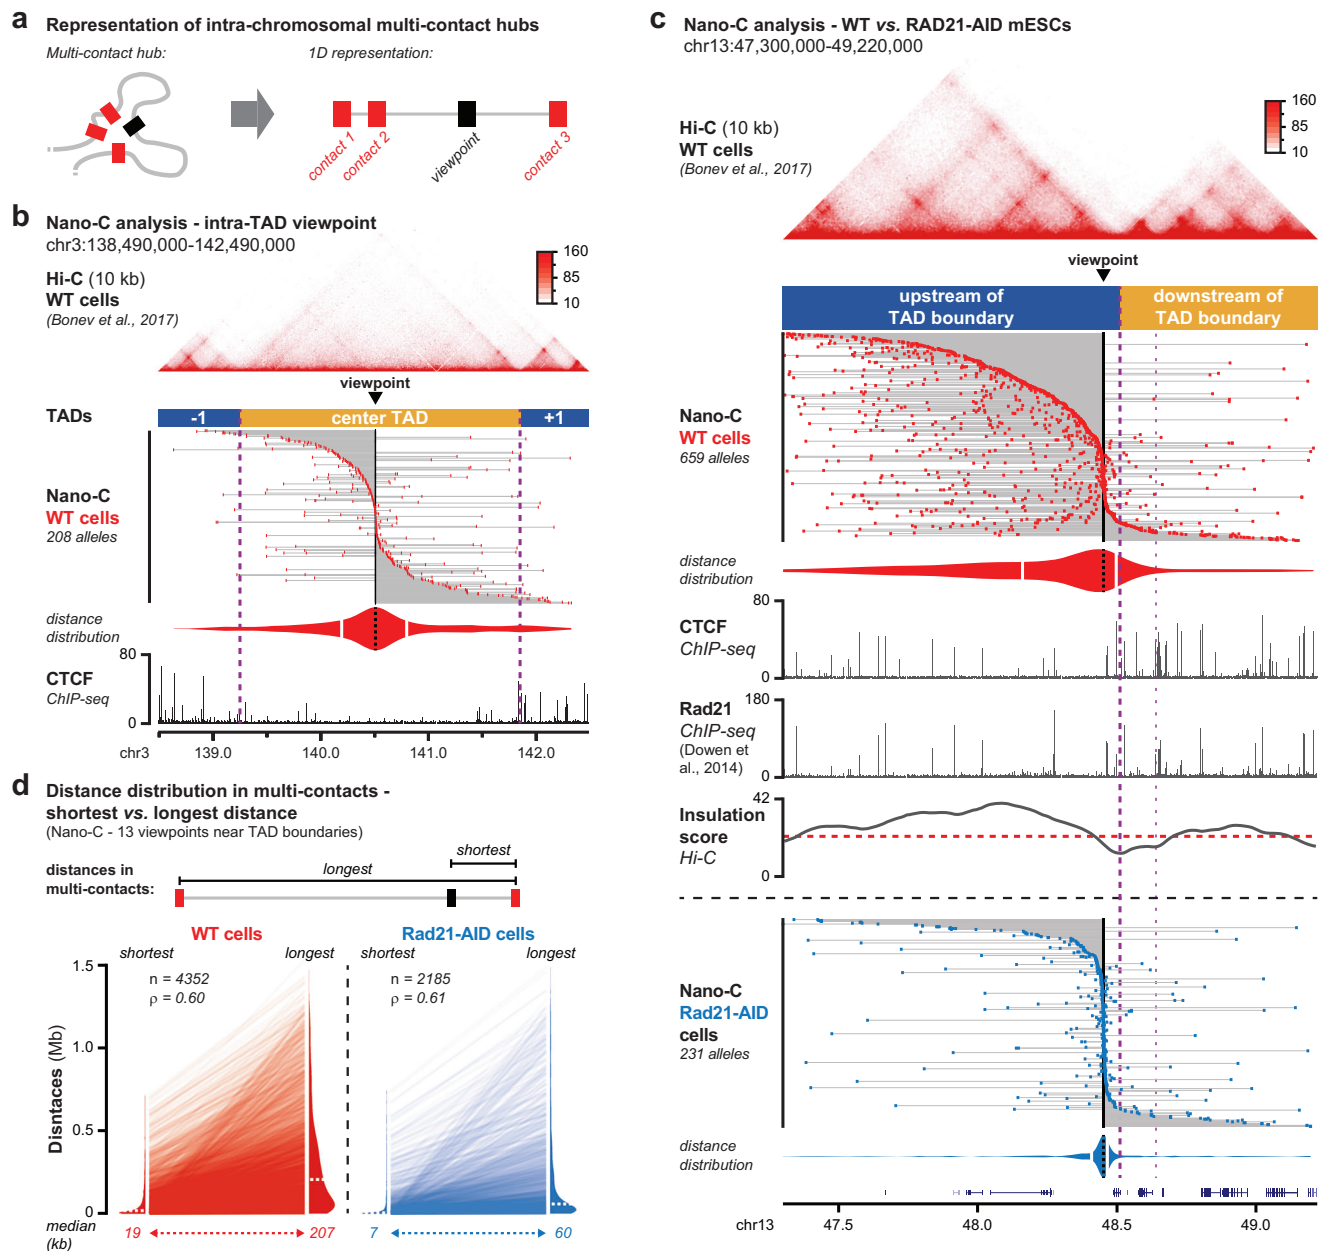 a Representation of intra-chromosomal multi-contact hubs
Multi-contact hub:
1D representation:
contact 1
contact 2
viewpoint
contact 3
b Nano-C analysis - intra-TAD viewpoint
chr3:138,490,000-142,490,000
Hi-C (10 kb)
WT cells
(Bonev et al., 2017)
160
85
10
viewpoint
TADs
-1
center TAD
+1
Nano-C
WT cells
208 alleles
distance
distribution
80
CTCF
ChIP-seq
0
chr3
139.0
140.0
141.0
142.0
c Nano-C analysis - WT vs. RAD21-AID mESCs
chr13:47,300,000-49,220,000
Hi-C (10 kb)
WT cells
(Bonev et al., 2017)
160
85
10
viewpoint
upstream of
TAD boundary
downstream of
TAD boundary
Nano-C
WT cells
659 alleles
distance
distribution
80
CTCF
ChIP-seq
0
180
Rad21
ChIP-seq
(Dowen et
al., 2014)
0
42
Insulation
score
Hi-C
0
Nano-C
Rad21-AID
cells
231 alleles
distance
distribution
chr13
47.5
48.0
48.5
49.0
d Distance distribution in multi-contacts -
shortest vs. longest distance
(Nano-C - 13 viewpoints near TAD boundaries)
distances in
multi-contacts:
shortest
longest
WT cells
Rad21-AID cells
shortest
longest
shortest
longest
n = 4352
ρ = 0.60
n = 2185
ρ = 0.61
Disntaces (Mb)
1.5
1.0
0.5
0
median
(kb)
19
207
7
60